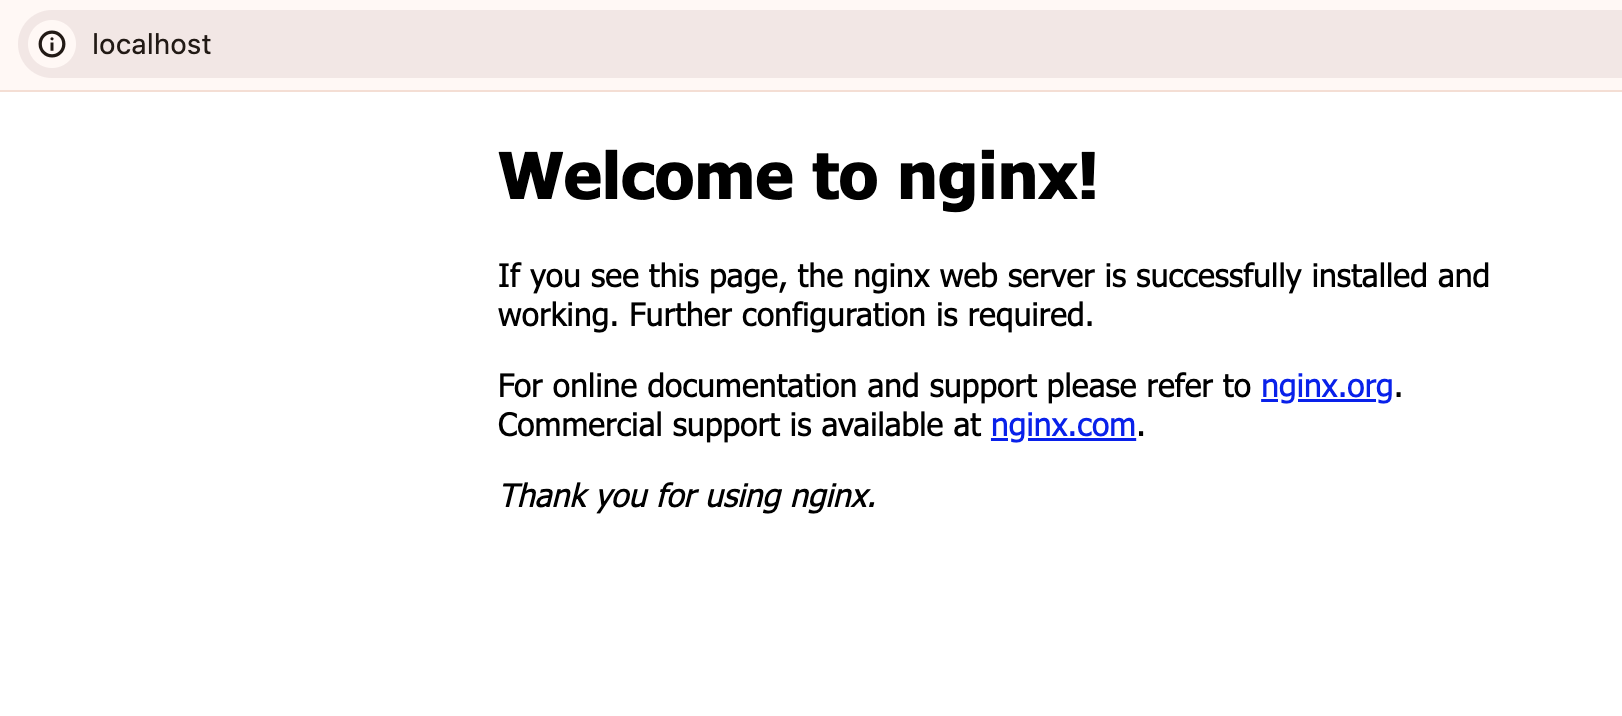 localhost
Welcome to nginx!
If you see this page, the nginx web server is successfully installed and
working. Further configuration is required.
For online documentation and support please refer to nginx.org.
Commercial support is available at nginx.com.
Thank you for using nginx.